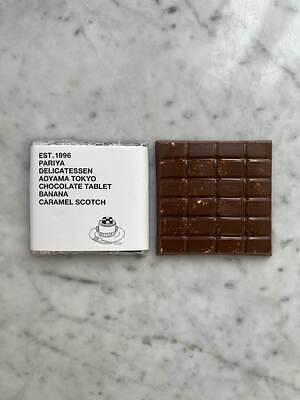 EST.1996
PARIYA
DELICATESSEN
AOYAMA TOKYO
CHOCOLATE TABLET
BANANA
CARAMEL SCOTCH